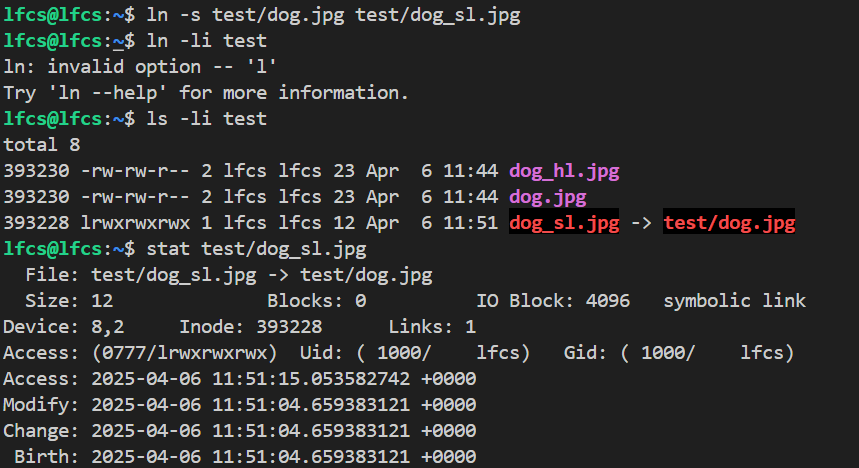 lfcs@lfcs:~$ ln -s test/dog.jpg test/dog_sl.jpg
lfcs@lfcs:~$ ln -li test
ln: invalid option -- 'l'
Try 'ln --help' for more information.
lfcs@lfcs:~$ ls -li test
total 8
393230 -rw-rw-r-- 2 lfcs lfcs 23 Apr  6 11:44 dog_hl.jpg
393230 -rw-rw-r-- 2 lfcs lfcs 23 Apr  6 11:44 dog.jpg
393228 lrwxrwxrwx 1 lfcs lfcs 12 Apr  6 11:51 dog_sl.jpg -> test/dog.jpg
lfcs@lfcs:~$ stat test/dog_sl.jpg
  File: test/dog_sl.jpg -> test/dog.jpg
  Size: 12              Blocks: 0          IO Block: 4096   symbolic link
Device: 8,2     Inode: 393228      Links: 1
Access: (0777/lrwxrwxrwx)  Uid: ( 1000/    lfcs)   Gid: ( 1000/    lfcs)
Access: 2025-04-06 11:51:15.053582742 +0000
Modify: 2025-04-06 11:51:04.659383121 +0000
Change: 2025-04-06 11:51:04.659383121 +0000
 Birth: 2025-04-06 11:51:04.659383121 +0000